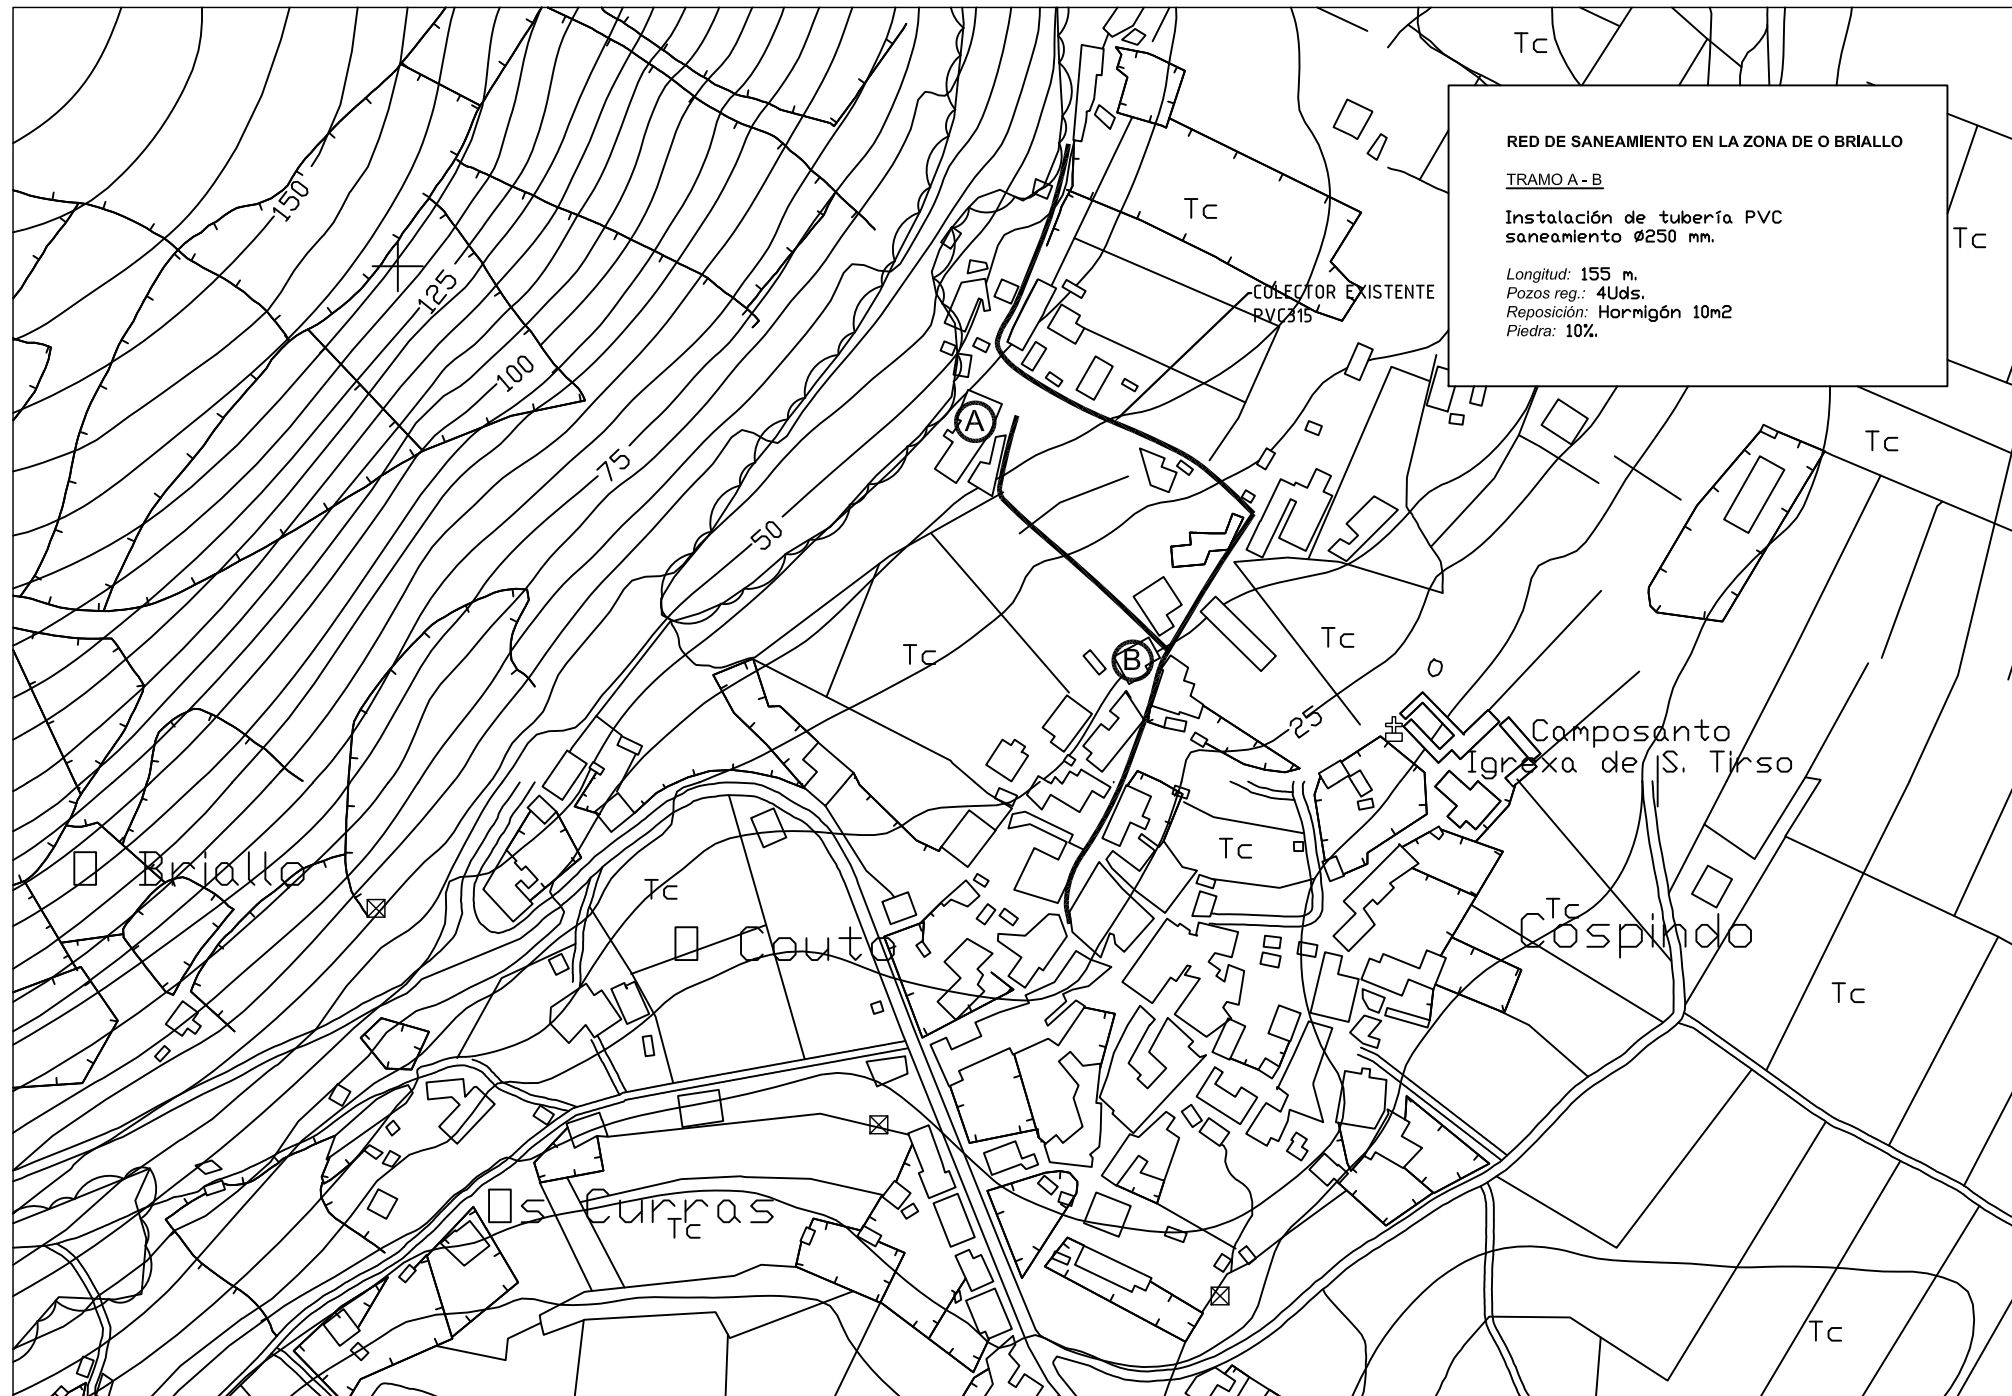 Tc
RED DE SANEAMIENTO EN LA ZONA DE O BRIALLO
TRAMO A - B
Instalación de tubería PVC
saneamiento Ø250 mm.
Longitud: 155 m.
Pozos reg.: 4Uds.
Reposición: Hormigón 10m2
Piedra: 10%.
150
Tc
Tc
125
COLECTOR EXISTENTE
PVC315
100
A
Tc
75
50
Tc
Tc
B
25
Camposanto
Igrexa de S. Tirso
Tc
Briallo
Tc
Tc
Cospindo
Couto
Tc
s Curras
Tc
Tc